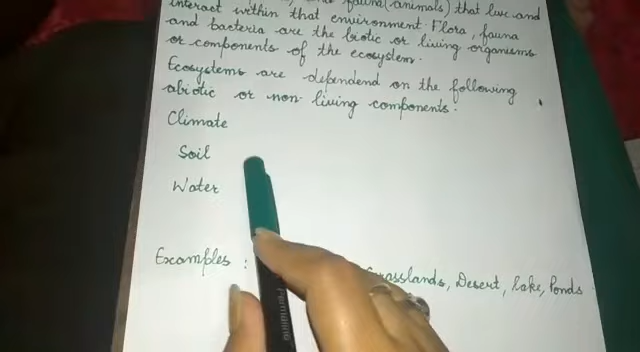 fauna (animals) that live and
interact within that environment. Flora, fauna
and bacteria are the biotic or living organisms
or components of the ecosystem.
Ecosystems are dependend on the following
abiotic or non-living components.
Climate
Soil
Water
Examples : Grasslands, Desert, Lake, Ponds